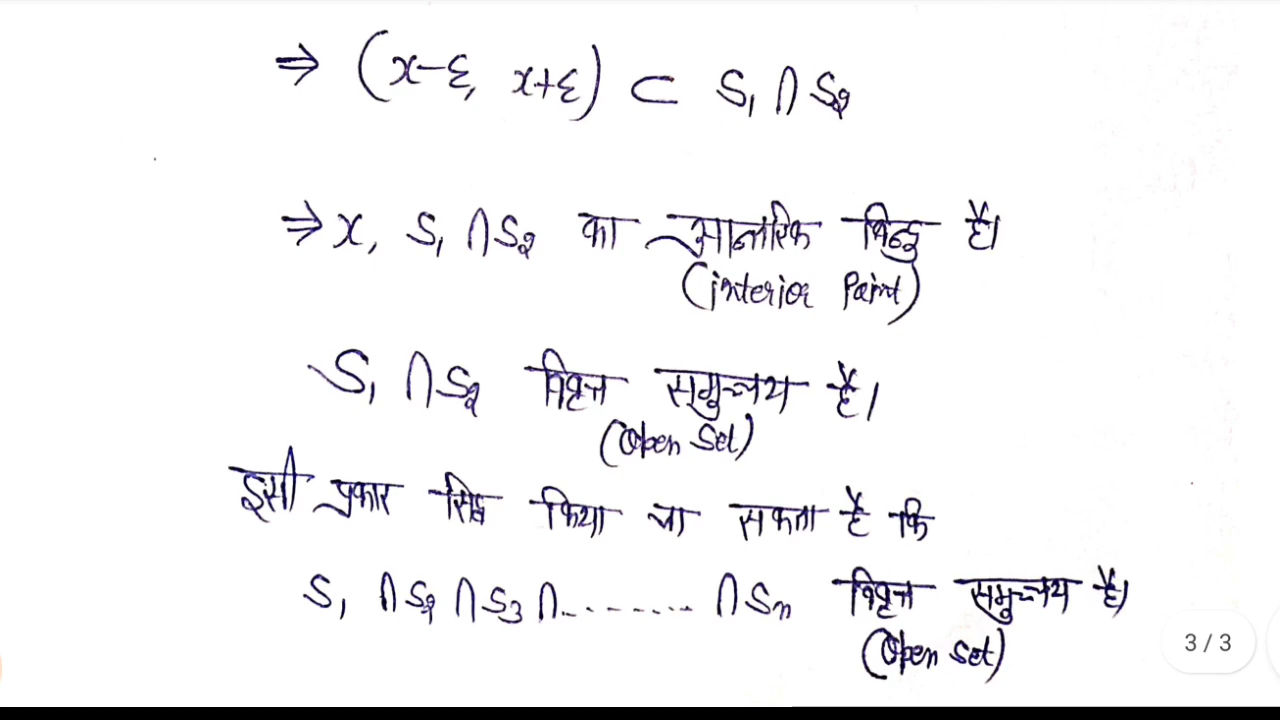 ⇒ (x-ε, x+ε) ⊂ S₁ ∩ S₂
⇒ x, S₁ ∩ S₂ का आन्तरिक बिन्दु है।
(interior Point)
S₁ ∩ S₂ विवृत्त समुच्चय है।
(Open Set)
इसी प्रकार सिद्ध किया जा सकता है कि
S₁ ∩ S₂ ∩ S₃ ∩ ......... ∩ Sₙ विवृत्त समुच्चय है।
(Open Set)
3 / 3